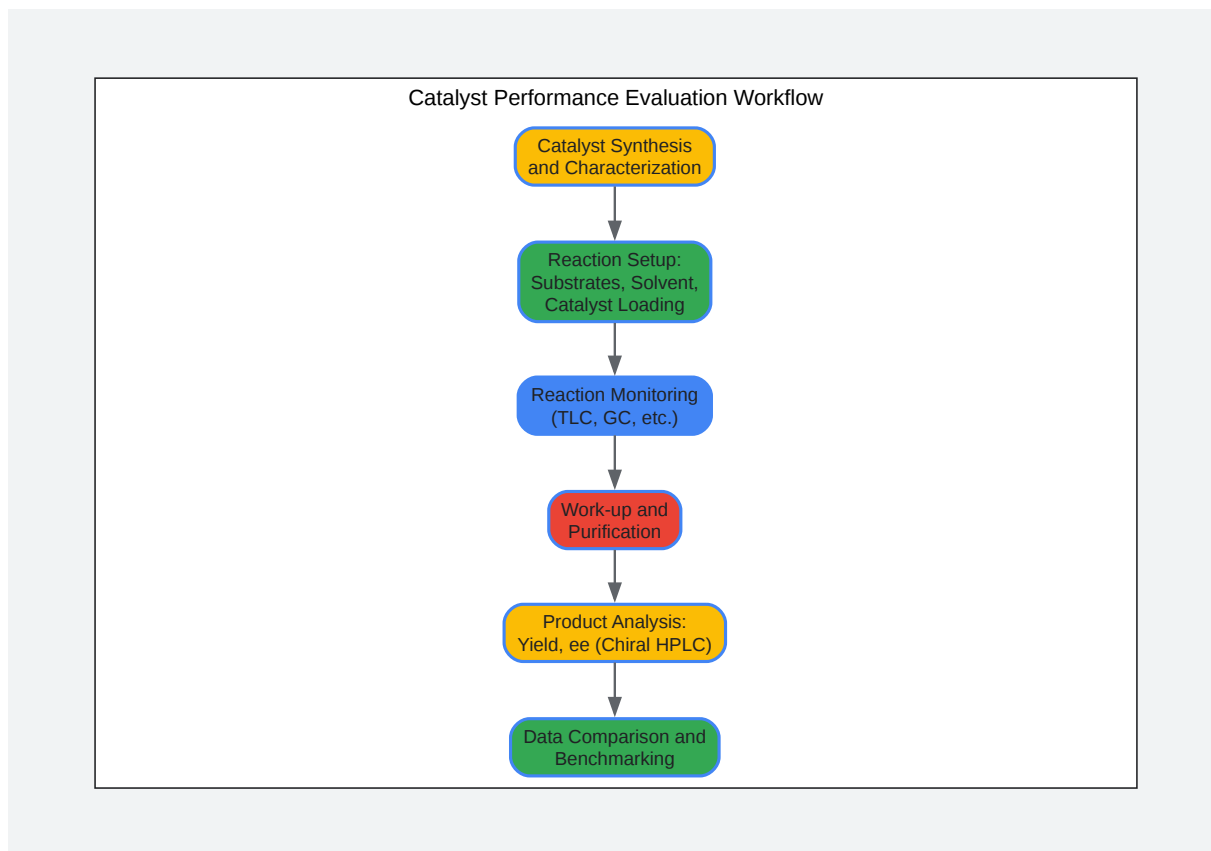 Catalyst Performance Evaluation Workflow
Catalyst Synthesis
and Characterization
Reaction Setup:
Substrates, Solvent,
Catalyst Loading
Reaction Monitoring
(TLC, GC, etc.)
Work-up and
Purification
Product Analysis:
Yield, ee (Chiral HPLC)
Data Comparison and
Benchmarking